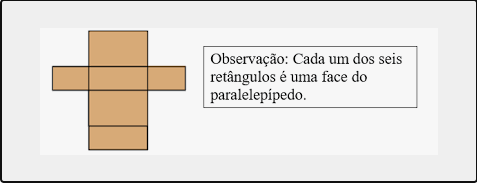 Observação: Cada um dos seis
retângulos é uma face do
paralelepípedo.